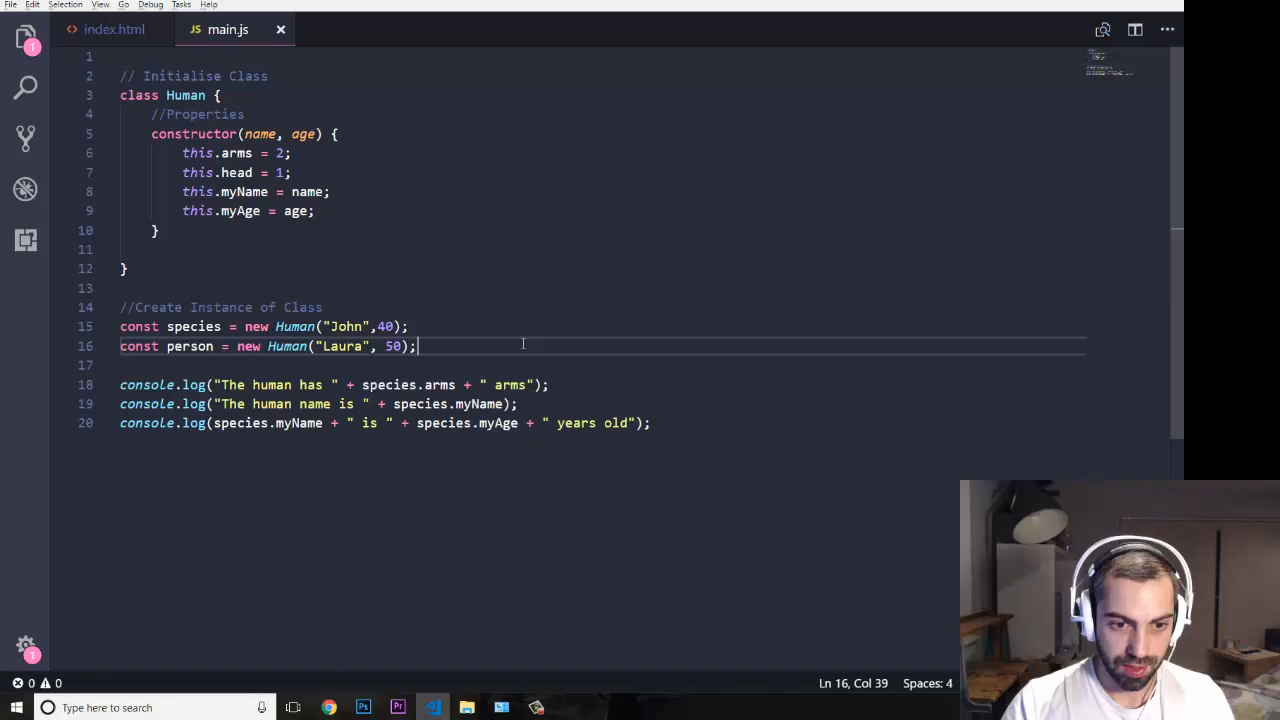 File Edit Selection View Go Debug Tasks Help
index.html JS main.js
1
2 // Initialise Class
3 class Human {
4 //Properties
5 constructor(name, age) {
6 this.arms = 2;
7 this.head = 1;
8 this.myName = name;
9 this.myAge = age;
10 }
11
12 }
13
14 //Create Instance of Class
15 const species = new Human("John",40);
16 const person = new Human("Laura", 50);
17
18 console.log("The human has " + species.arms + " arms");
19 console.log("The human name is " + species.myName);
20 console.log(species.myName + " is " + species.myAge + " years old");
1
1
0 0 Ln 16, Col 39 Spaces: 4
Type here to search Ps Pr